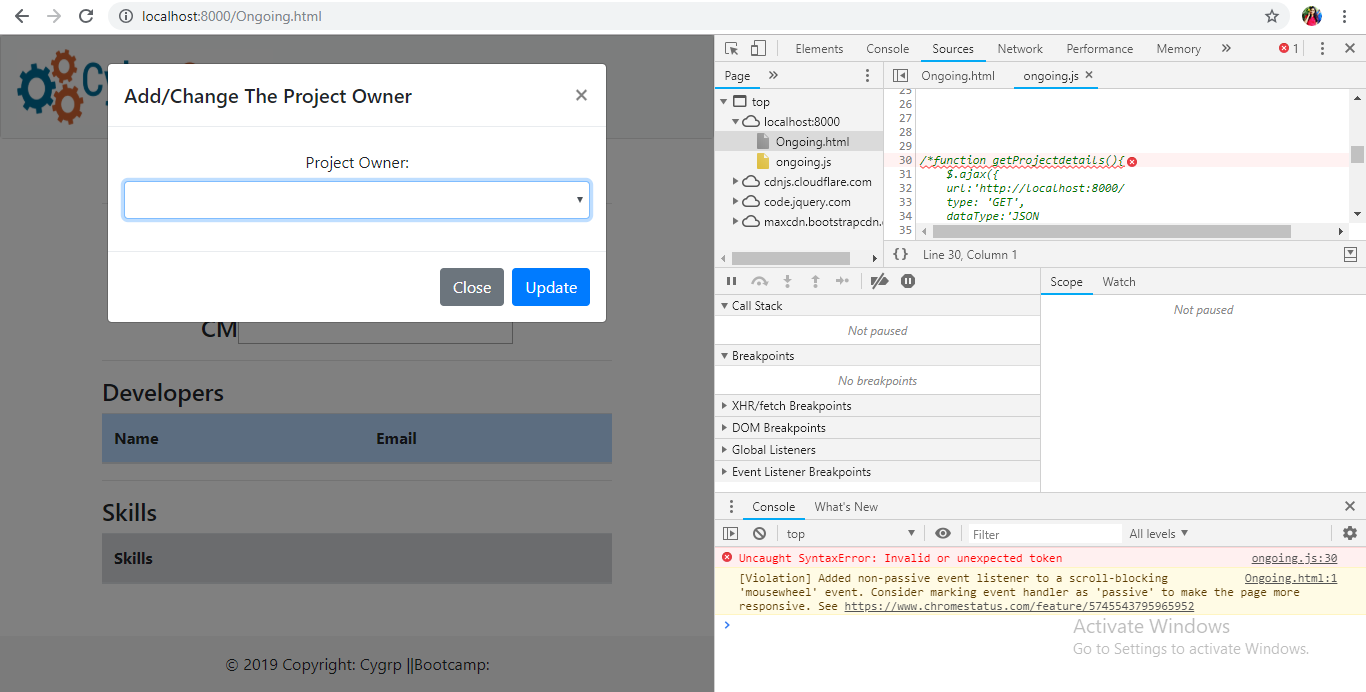 localhost:8000/Ongoing.html
Add/Change The Project Owner
×
Project Owner:
Close
Update
CM
Developers
Name Email
Skills
Skills
© 2019 Copyright: Cygrp ||Bootcamp:
Elements Console Sources Network Performance Memory » 1
Page » Ongoing.html ongoing.js ×
top
localhost:8000
Ongoing.html
ongoing.js
cdnjs.cloudflare.com
code.jquery.com
maxcdn.bootstrapcdn.
25
26
27
28
29
30 /*function getProjectdetails(){
31 $.ajax({
32 url:'http://localhost:8000/
33 type: 'GET',
34 dataType:'JSON
35
{} Line 30, Column 1
Call Stack
Not paused
Breakpoints
No breakpoints
XHR/fetch Breakpoints
DOM Breakpoints
Global Listeners
Event Listener Breakpoints
Scope Watch
Not paused
Console What's New
top Filter All levels
Uncaught SyntaxError: Invalid or unexpected token ongoing.js:30
[Violation] Added non-passive event listener to a scroll-blocking Ongoing.html:1
'mousewheel' event. Consider marking event handler as 'passive' to make the page more
responsive. See https://www.chromestatus.com/feature/5745543795965952
Activate Windows
Go to Settings to activate Windows.